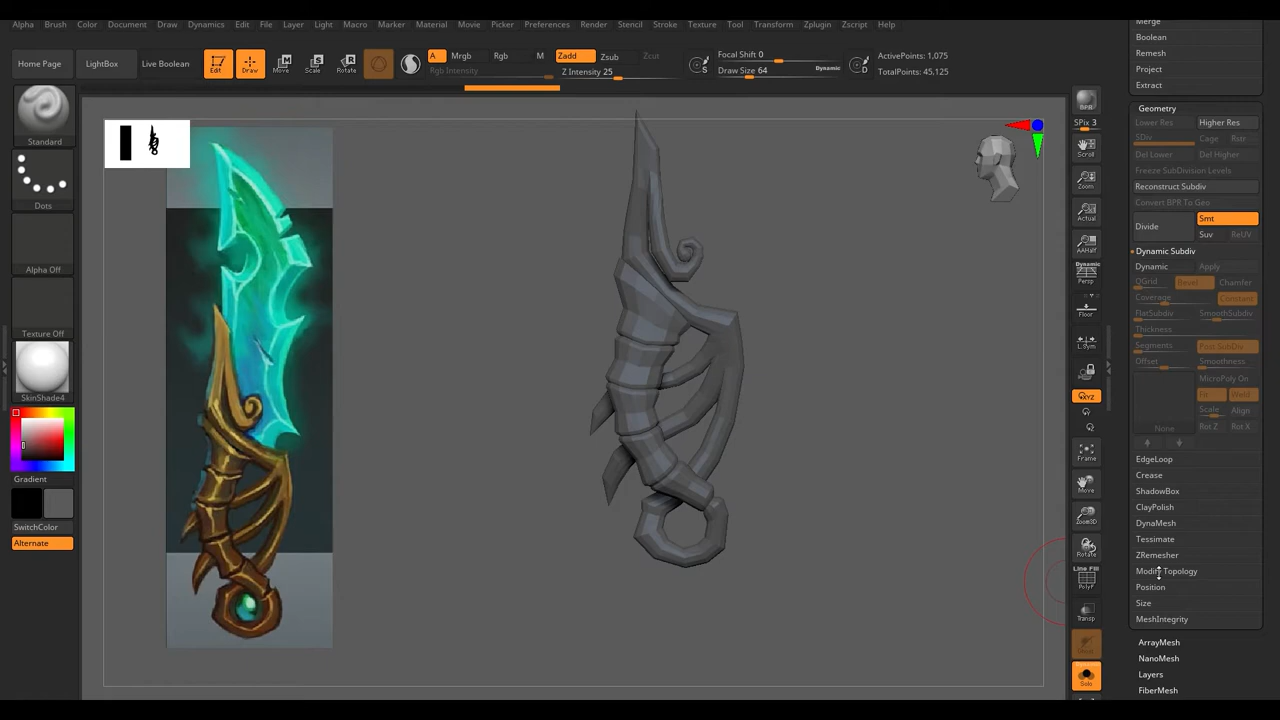 Alpha Brush Color Document Draw Dynamics Edit File Layer Light Macro Marker Material Movie Picker Preferences Render Stencil Stroke Texture Tool Transform Zplugin Zscript Help
Home Page
LightBox
Live Boolean
Edit
Draw
Move
Scale
Rotate
A
Mrgb
Rgb
M
Rgb Intensity
Zadd
Zsub
Zcut
Z Intensity 25
S
Focal Shift 0
Draw Size 64
Dynamic
D
ActivePoints: 1,075
TotalPoints: 45,125
Standard
Dots
Alpha Off
Texture Off
SkinShade4
Gradient
SwitchColor
Alternate
BPR
SPix 3
Scroll
Zoom
Actual
AAHalf
Dynamic
Persp
Floor
L.Sym
XYZ
Frame
Move
Zoom3D
Rotate
Line Fill
PolyF
Transp
Dynamic
Solo
Merge
Boolean
Remesh
Project
Extract
Geometry
Lower Res
Higher Res
SDiv
Cage
Rstr
Del Lower
Del Higher
Freeze SubDivision Levels
Reconstruct Subdiv
Convert BPR To Geo
Divide
Smt
Suv
ReUV
Dynamic Subdiv
Dynamic
Apply
QGrid
Bevel
Chamfer
Coverage
Constant
FlatSubdiv
SmoothSubdiv
Thickness
Segments
Post SubDiv
Offset
Smoothness
MicroPoly On
Fit
Weld
Scale
Align
None
Rot Z
Rot X
EdgeLoop
Crease
ShadowBox
ClayPolish
DynaMesh
Tessimate
ZRemesher
Modify Topology
Position
Size
MeshIntegrity
ArrayMesh
NanoMesh
Layers
FiberMesh